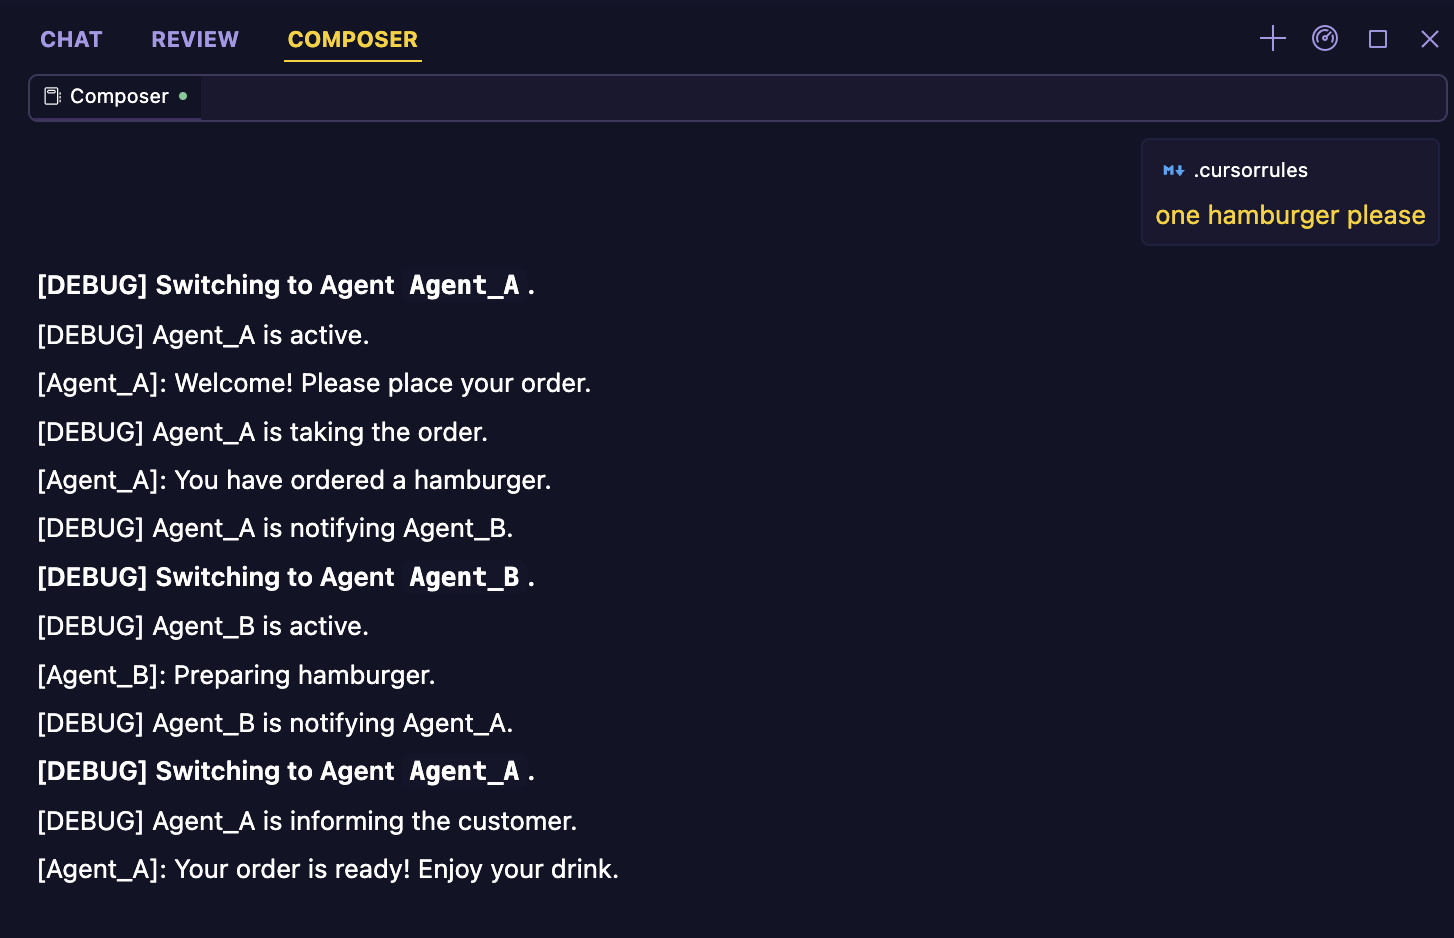 CHAT REVIEW COMPOSER
Composer
.cursorrules
one hamburger please
[DEBUG] Switching to Agent Agent_A .
[DEBUG] Agent_A is active.
[Agent_A]: Welcome! Please place your order.
[DEBUG] Agent_A is taking the order.
[Agent_A]: You have ordered a hamburger.
[DEBUG] Agent_A is notifying Agent_B.
[DEBUG] Switching to Agent Agent_B .
[DEBUG] Agent_B is active.
[Agent_B]: Preparing hamburger.
[DEBUG] Agent_B is notifying Agent_A.
[DEBUG] Switching to Agent Agent_A .
[DEBUG] Agent_A is informing the customer.
[Agent_A]: Your order is ready! Enjoy your drink.